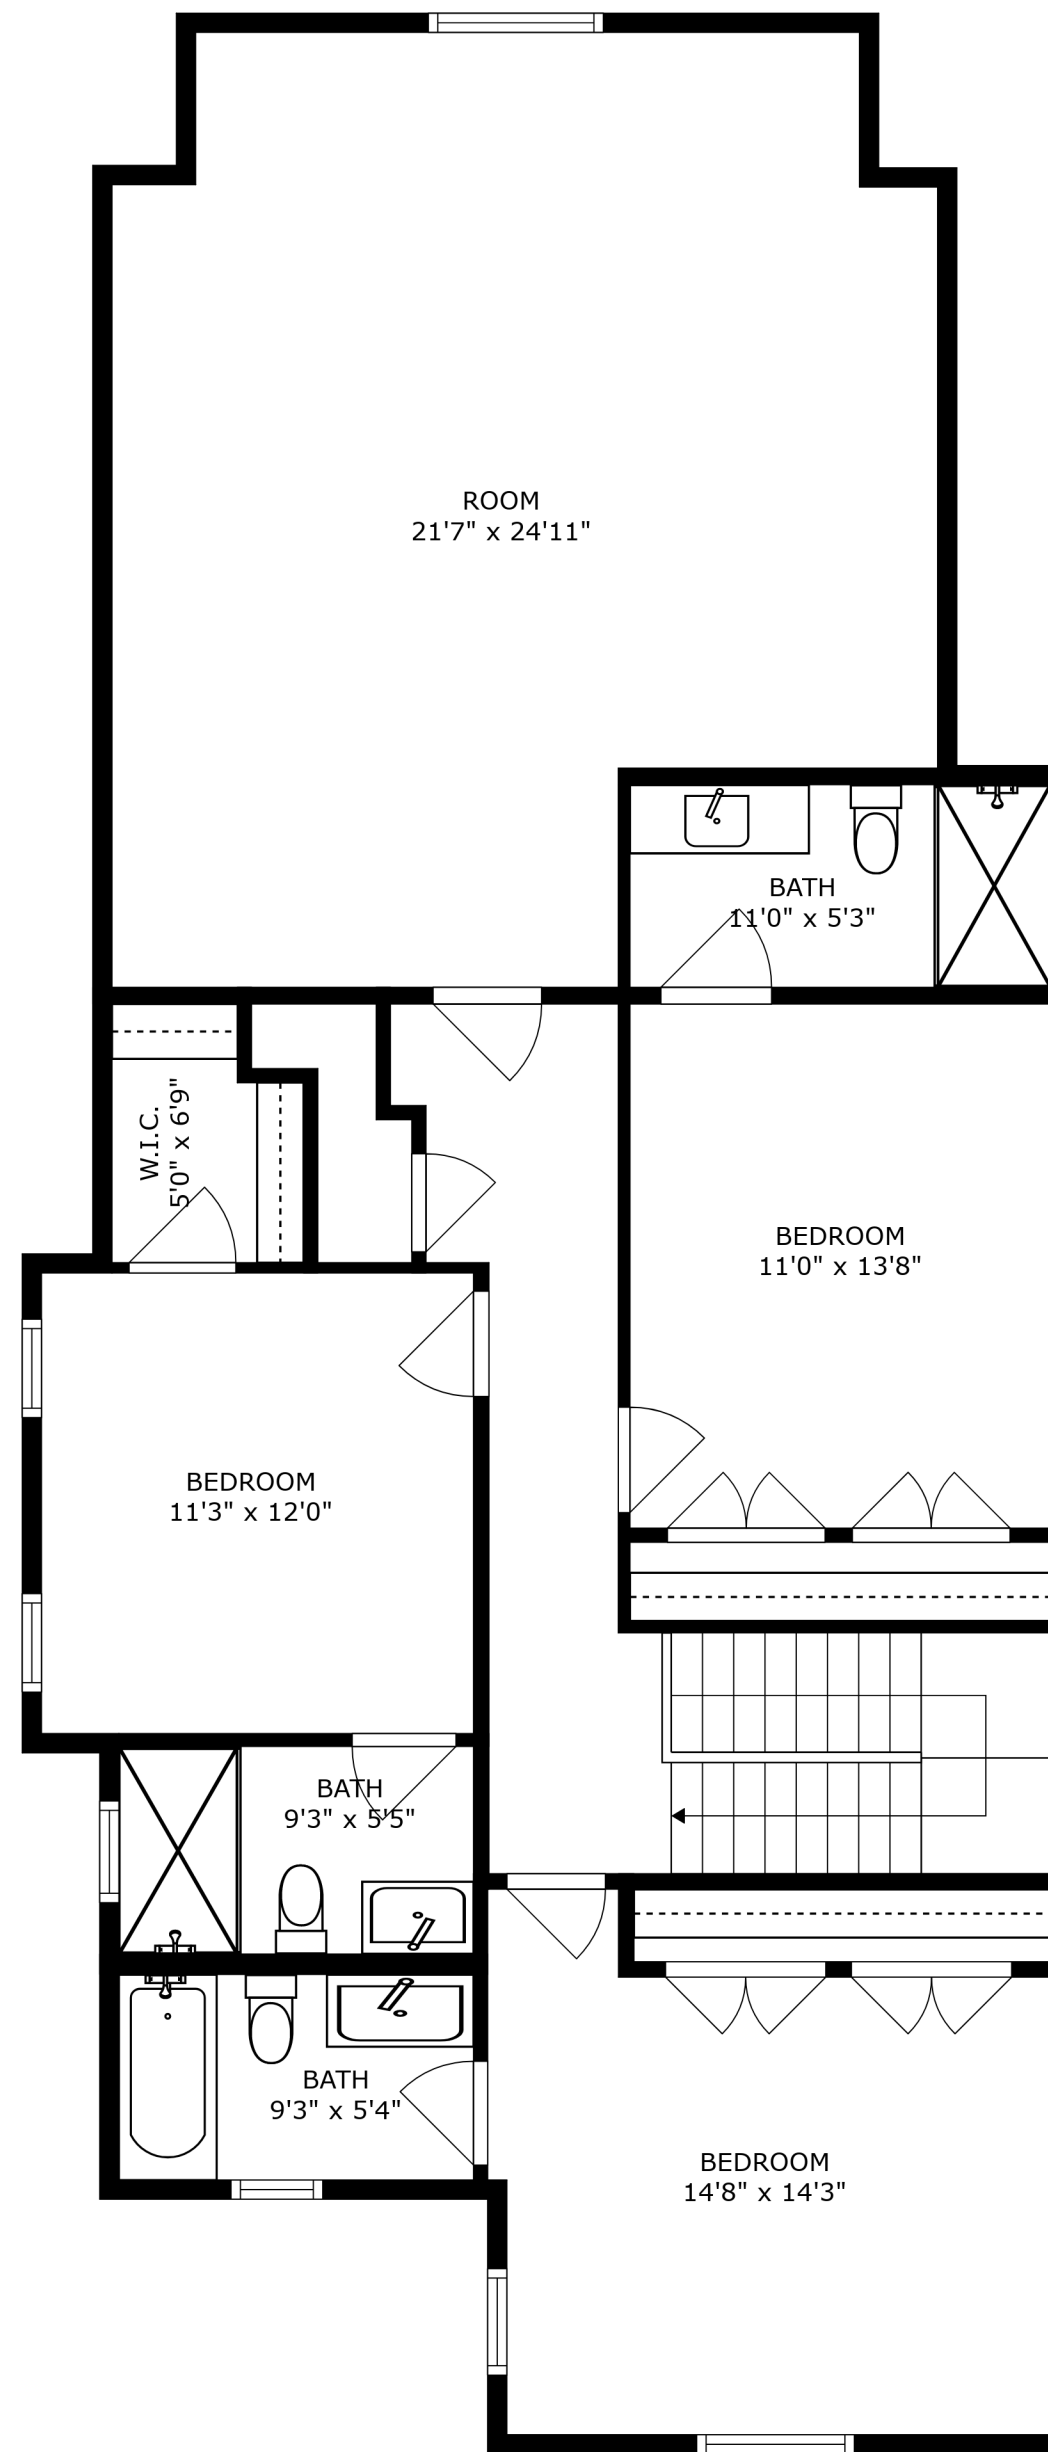 ROOM
21'7" x 24'11"
BATH
11'0" x 5'3"
W.I.C.
5'0" x 6'9"
BEDROOM
11'0" x 13'8"
BEDROOM
11'3" x 12'0"
BATH
9'3" x 5'5"
BATH
9'3" x 5'4"
BEDROOM
14'8" x 14'3"